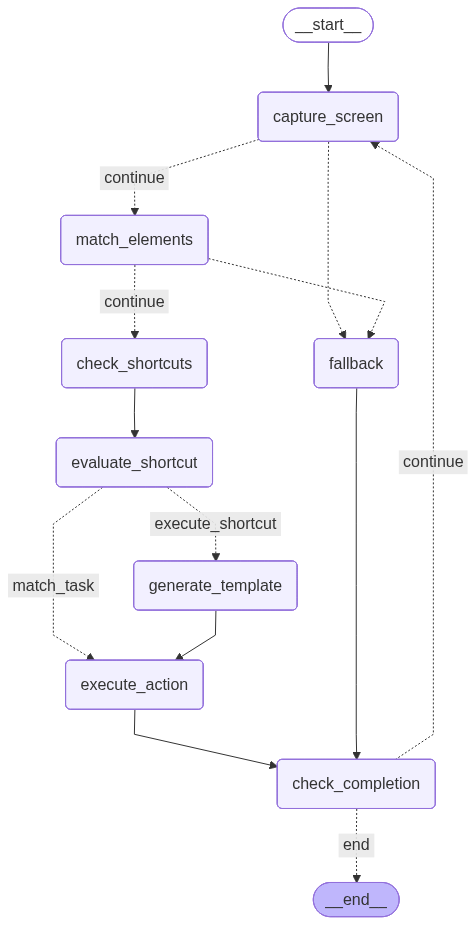 __start__
capture_screen
continue
match_elements
continue
check_shortcuts
fallback
evaluate_shortcut
continue
execute_shortcut
match_task
generate_template
execute_action
check_completion
end
__end__